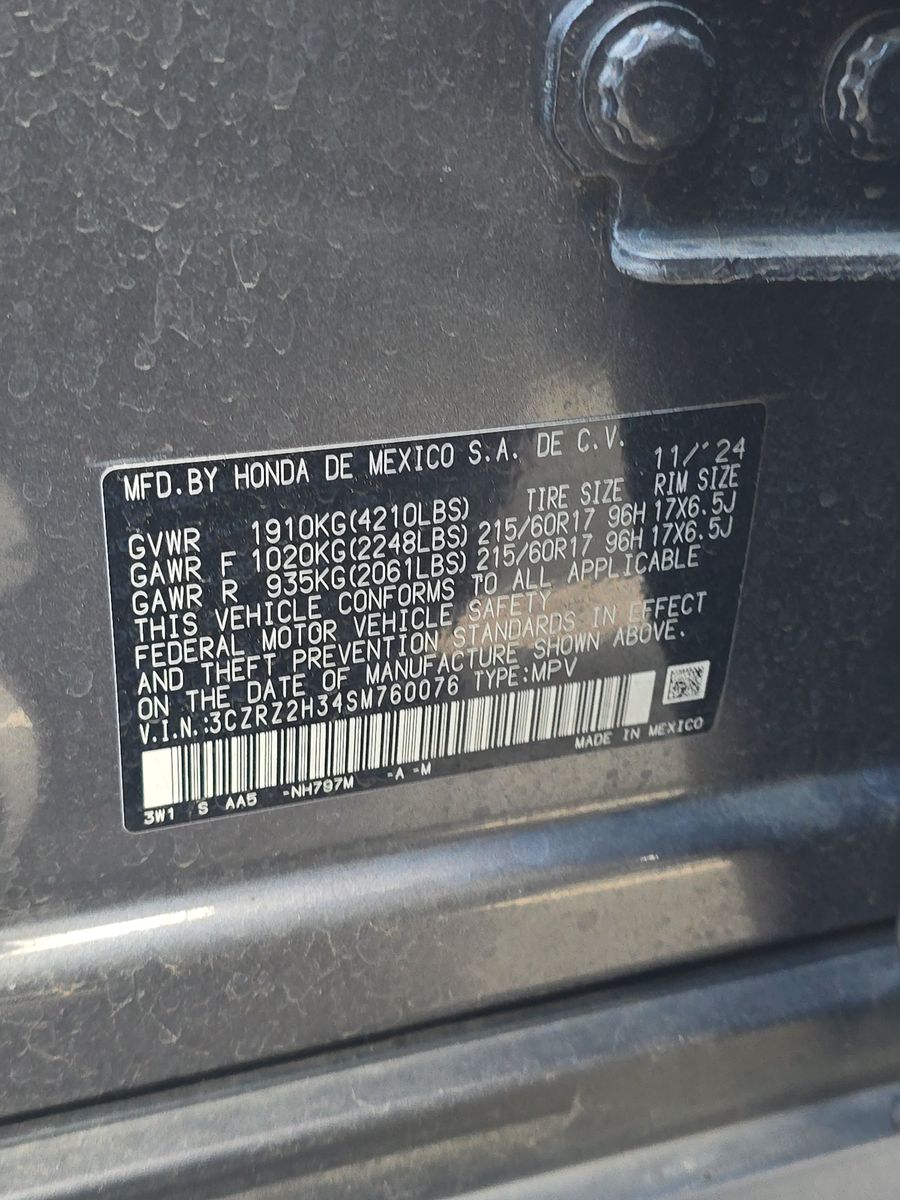 MFD.BY HONDA DE MEXICO S.A. DE C.V. 11/'24
TIRE SIZE RIM SIZE
GVWR 1910KG(4210LBS)
GAWR F 1020KG(2248LBS) 215/60R17 96H 17X6.5J
GAWR R 935KG(2061LBS) 215/60R17 96H 17X6.5J
THIS VEHICLE CONFORMS TO ALL APPLICABLE
FEDERAL MOTOR VEHICLE SAFETY
AND THEFT PREVENTION STANDARDS IN EFFECT
ON THE DATE OF MANUFACTURE SHOWN ABOVE.
V.I.N.:3CZRZ2H34SM760076 TYPE:MPV
MADE IN MEXICO
3W1 S AA5 -NH797M -A -M